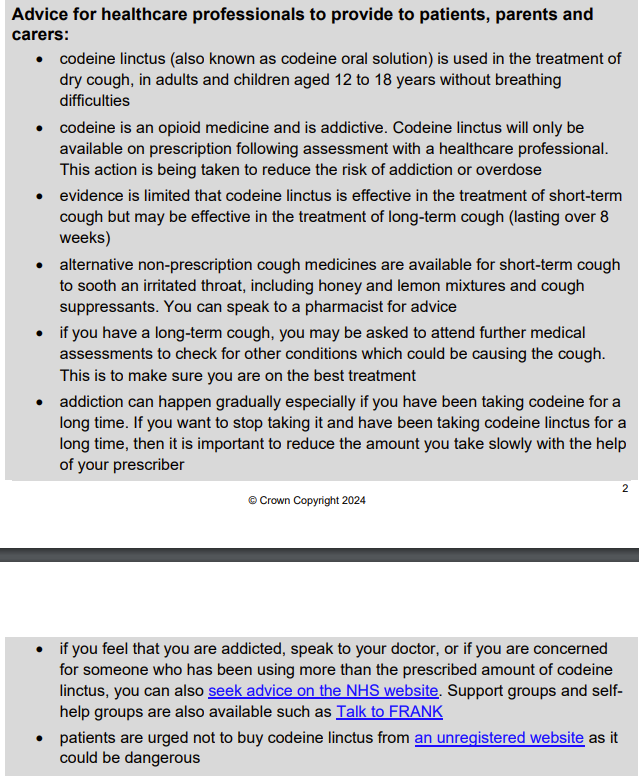 Advice for healthcare professionals to provide to patients, parents and
carers:
• codeine linctus (also known as codeine oral solution) is used in the treatment of
dry cough, in adults and children aged 12 to 18 years without breathing
difficulties
• codeine is an opioid medicine and is addictive. Codeine linctus will only be
available on prescription following assessment with a healthcare professional.
This action is being taken to reduce the risk of addiction or overdose
• evidence is limited that codeine linctus is effective in the treatment of short-term
cough but may be effective in the treatment of long-term cough (lasting over 8
weeks)
• alternative non-prescription cough medicines are available for short-term cough
to sooth an irritated throat, including honey and lemon mixtures and cough
suppressants. You can speak to a pharmacist for advice
• if you have a long-term cough, you may be asked to attend further medical
assessments to check for other conditions which could be causing the cough.
This is to make sure you are on the best treatment
• addiction can happen gradually especially if you have been taking codeine for a
long time. If you want to stop taking it and have been taking codeine linctus for a
long time, then it is important to reduce the amount you take slowly with the help
of your prescriber
2
© Crown Copyright 2024
• if you feel that you are addicted, speak to your doctor, or if you are concerned
for someone who has been using more than the prescribed amount of codeine
linctus, you can also seek advice on the NHS website. Support groups and self-
help groups are also available such as Talk to FRANK
• patients are urged not to buy codeine linctus from an unregistered website as it
could be dangerous